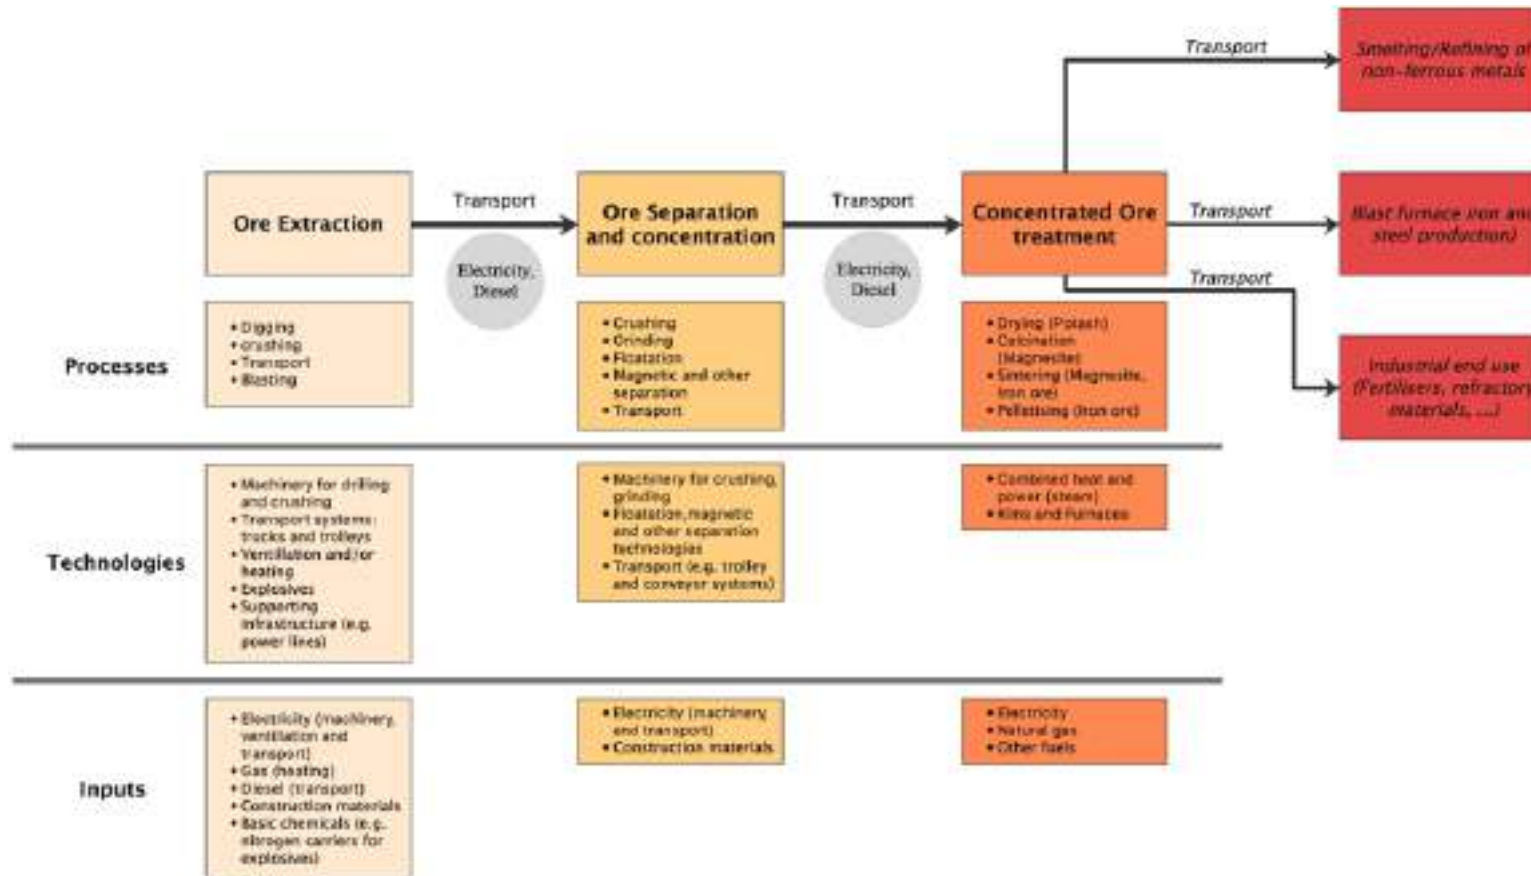 Transport
Smelting/Refining of
non-ferrous metals
Ore Extraction
Transport
Electricity,
Diesel
Ore Separation
and concentration
Transport
Electricity,
Diesel
Concentrated Ore
treatment
Transport
Blast furnace iron and
steel production)
Transport
Industrial end use
(Fertilisers, refractory
materials, ...)
Processes
• Digging
• crushing
• Transport
• Blasting
• Crushing
• Grinding
• Floatation
• Magnetic and other
separation
• Transport
• Drying (Potash)
• Calcination
(Magnesite)
• Sintering (Magnesite,
Iron ore)
• Pelletising (Iron ore)
Technologies
• Machinery for drilling
and crushing
• Transport systems:
trucks and trolleys
• Ventillation and/or
heating
• Explosives
• Supporting
infrastructure (e.g.
power lines)
• Machinery for crushing,
grinding
• Floatation, magnetic
and other separation
technologies
• Transport (e.g. trolley
and conveyor systems)
• Combined heat and
power (steam)
• Kilns and Furnaces
Inputs
• Electricity (machinery,
ventillation and
transport)
• Gas (heating)
• Diesel (transport)
• Construction materials
• Basic chemicals (e.g.
nitrogen carriers for
explosives)
• Electricity (machinery
and transport)
• Construction materials
• Electricity
• Natural gas
• Other fuels